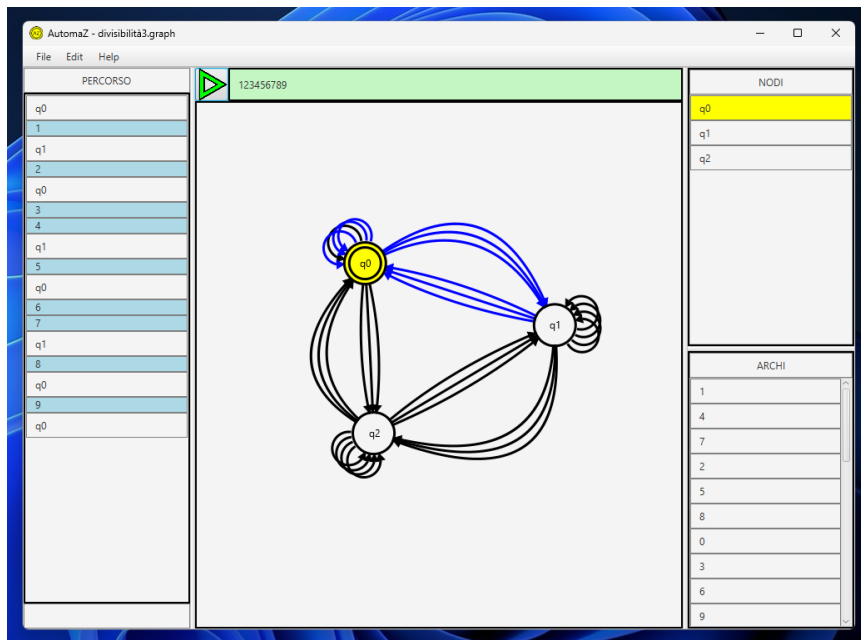 AZ AutomaZ - divisibilità3.graph
File Edit Help
PERCORSO
q0
1
q1
2
q0
3
4
q1
5
q0
6
7
q1
8
q0
9
q0
123456789
q0
q1
q2
NODI
q0
q1
q2
ARCHI
1
4
7
2
5
8
0
3
6
9